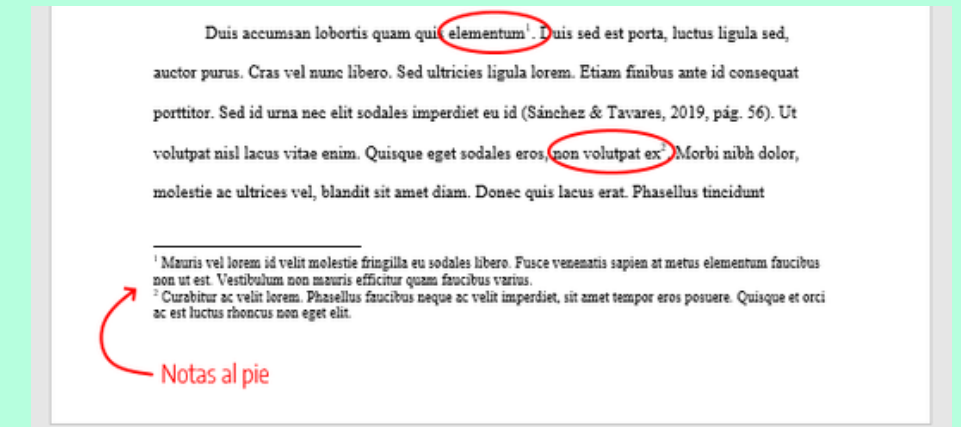 Duis accumsan lobortis quam quis elementum¹. Duis sed est porta, luctus ligula sed,
auctor purus. Cras vel nunc libero. Sed ultricies ligula lorem. Etiam finibus ante id consequat
porttitor. Sed id urna nec elit sodales imperdiet eu id (Sánchez & Tavares, 2019, pág. 56). Ut
volutpat nisl lacus vitae enim. Quisque eget sodales eros, non volutpat ex². Morbi nibh dolor,
molestie ac ultrices vel, blandit sit amet diam. Donec quis lacus erat. Phasellus tincidunt
¹ Mauris vel lorem id velit molestie fringilla eu sodales libero. Fusce venenatis sapien at metus elementum faucibus
non ut est. Vestibulum non mauris efficitur quam faucibus varius.
² Curabitur ac velit lorem. Phasellus faucibus neque ac velit imperdiet, sit amet tempor eros posuere. Quisque et orci
ac est luctus rhoncus non eget elit.
Notas al pie